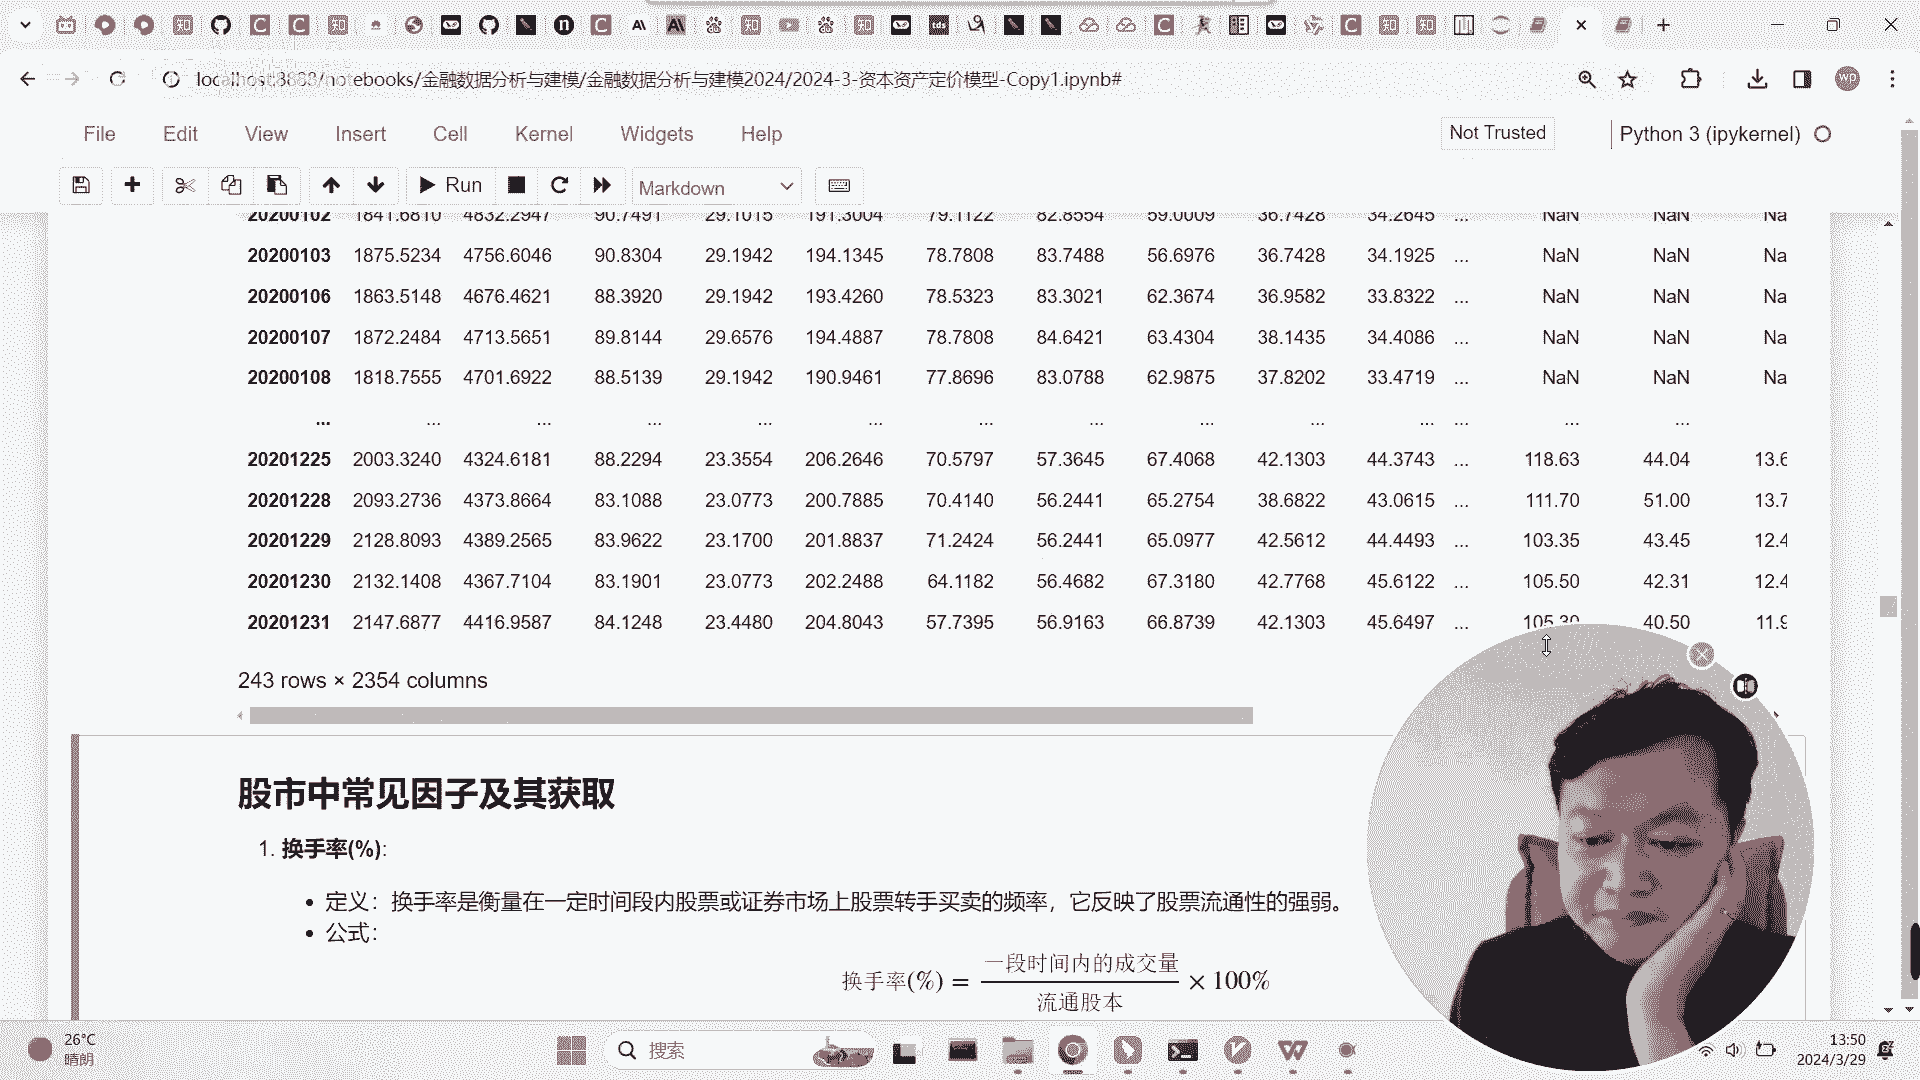 localhost:8888/notebooks/金融数据分析与建模/金融数据分析与建模2024/2024-3-资本资产定价模型-Copy1.ipynb#
wp
File Edit View Insert Cell Kernel Widgets Help Not Trusted Python 3 (ipykernel)
Run Markdown
20200102 1841.6810 4832.2947 90.7491 29.1015 191.3004 79.1122 82.8554 59.0009 36.7428 34.2645 ... NaN NaN Na
20200103 1875.5234 4756.6046 90.8304 29.1942 194.1345 78.7808 83.7488 56.6976 36.7428 34.1925 ... NaN NaN Na
20200106 1863.5148 4676.4621 88.3920 29.1942 193.4260 78.5323 83.3021 62.3674 36.9582 33.8322 ... NaN NaN Na
20200107 1872.2484 4713.5651 89.8144 29.6576 194.4887 78.7808 84.6421 63.4304 38.1435 34.4086 ... NaN NaN Na
20200108 1818.7555 4701.6922 88.5139 29.1942 190.9461 77.8696 83.0788 62.9875 37.8202 33.4719 ... NaN NaN Na
... ... ... ... ... ... ... ... ... ... ... ... ... ...
20201225 2003.3240 4324.6181 88.2294 23.3554 206.2646 70.5797 57.3645 67.4068 42.1303 44.3743 ... 118.63 44.04 13.6
20201228 2093.2736 4373.8664 83.1088 23.0773 200.7885 70.4140 56.2441 65.2754 38.6822 43.0615 ... 111.70 51.00 13.7
20201229 2128.8093 4389.2565 83.9622 23.1700 201.8837 71.2424 56.2441 65.0977 42.5612 44.4493 ... 103.35 43.45 12.4
20201230 2132.1408 4367.7104 83.1901 23.0773 202.2488 64.1182 56.4682 67.3180 42.7768 45.6122 ... 105.50 42.31 12.4
20201231 2147.6877 4416.9587 84.1248 23.4480 204.8043 57.7395 56.9163 66.8739 42.1303 45.6497 ... 105.30 40.50 11.9
243 rows × 2354 columns
股市中常见因子及其获取
1. 换手率(%):
• 定义：换手率是衡量在一定时间段内股票或证券市场上股票转手买卖的频率，它反映了股票流通性的强弱。
• 公式：
换手率(%) = 一段时间内的成交量 / 流通股本 × 100%
26°C
晴朗
搜索
13:50
2024/3/29